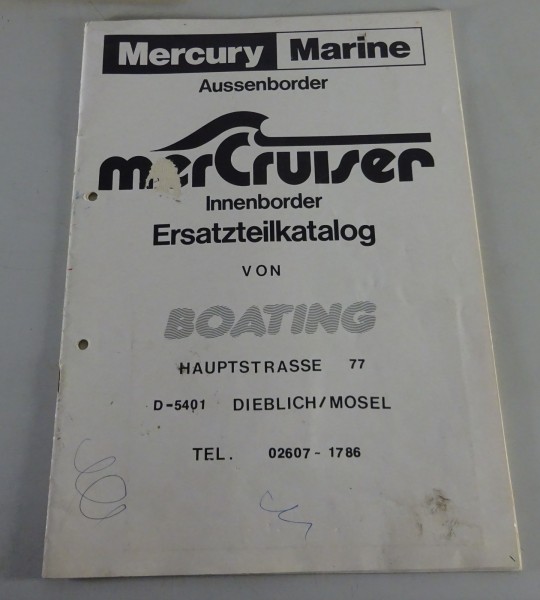 Mercury Marine
Aussenborder
merCruiser
Innenborder
Ersatzteilkatalog
VON
BOATING
HAUPTSTRASSE 77
D-5401 DIEBLICH/MOSEL
TEL. 02607-1786